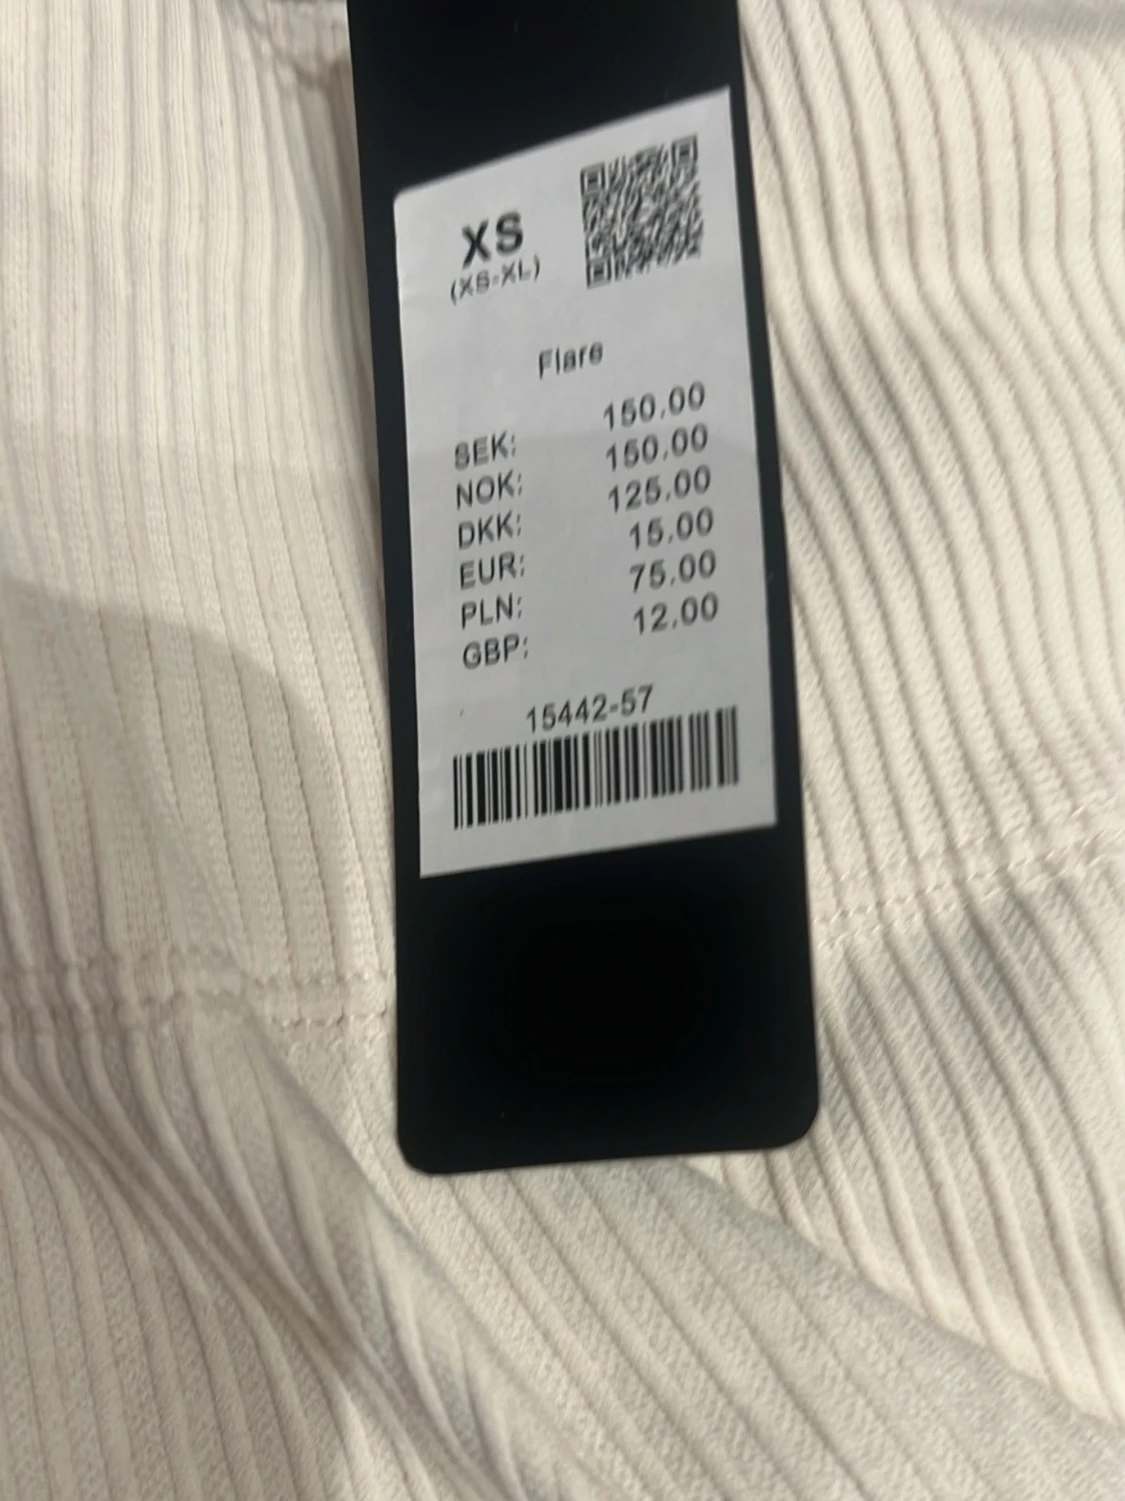 XS
(XS-XL)
Flare
SEK: 150.00
NOK: 150.00
DKK: 125.00
EUR: 15.00
PLN: 75.00
GBP: 12.00
15442-57